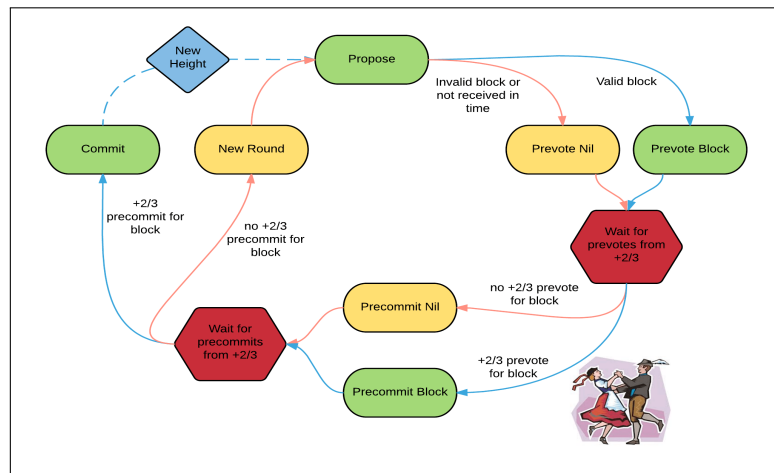 New
Height
Propose
Invalid block or
not received in
time
Valid block
Commit
New Round
Prevote Nil
Prevote Block
+2/3
precommit for
block
no +2/3
precommit for
block
Wait for
prevotes from
+2/3
no +2/3 prevote
for block
Precommit Nil
Wait for
precommits
from +2/3
+2/3 prevote
for block
Precommit Block